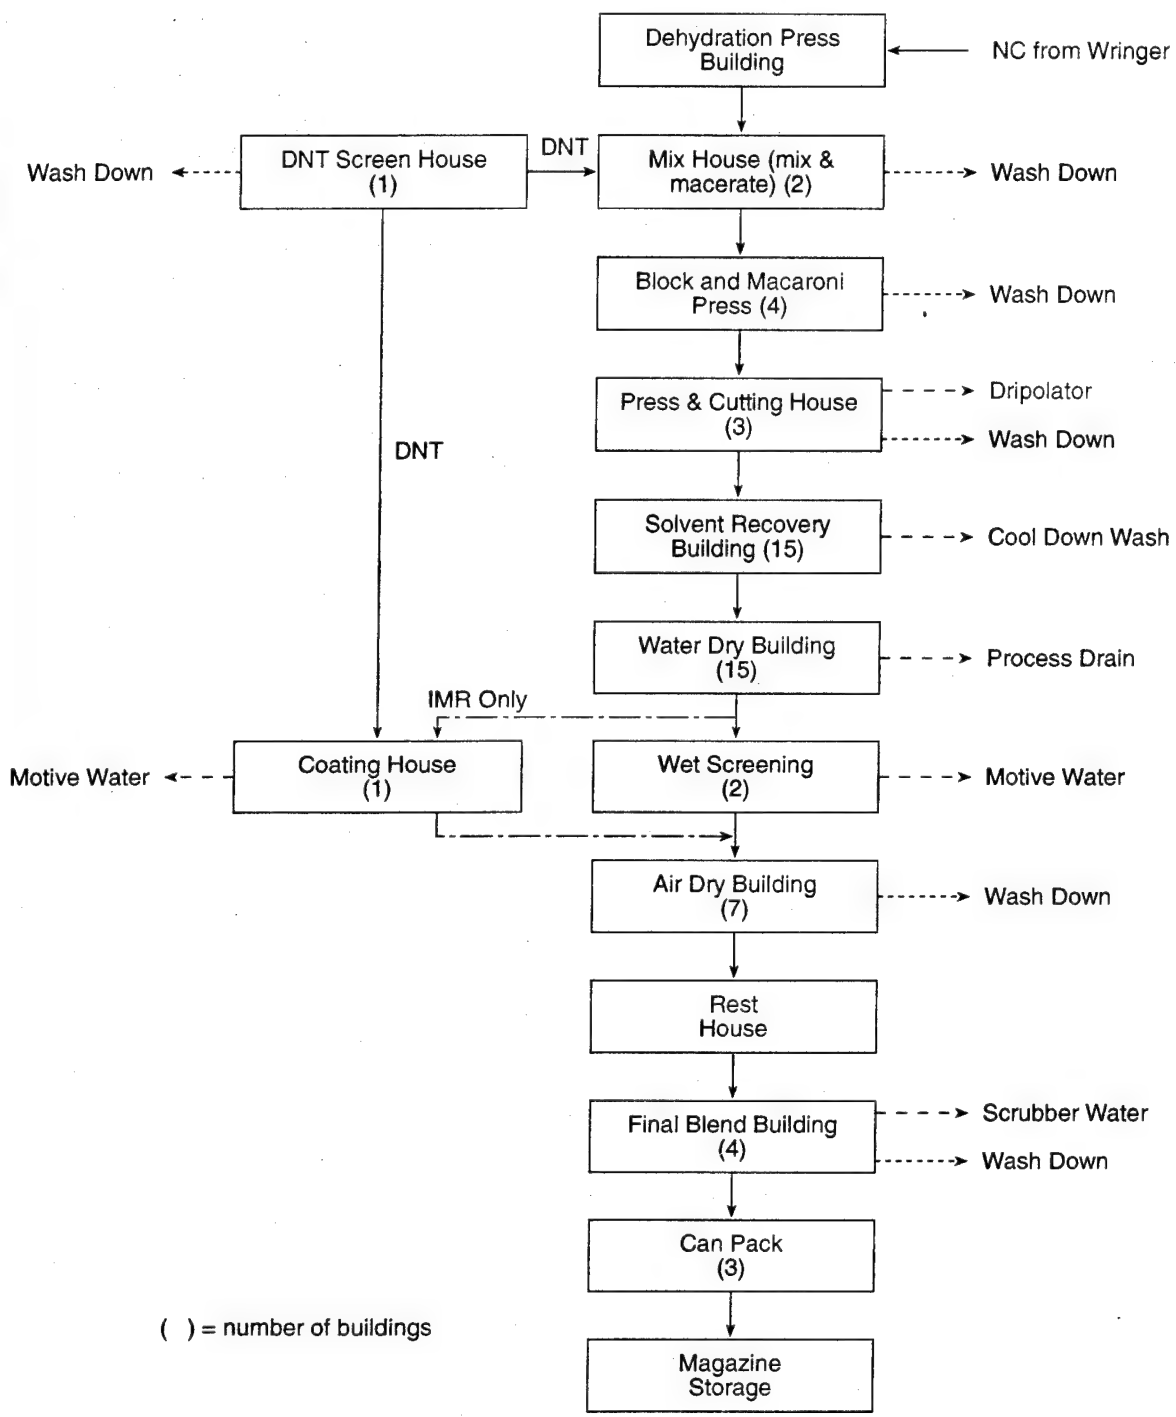 Dehydration Press
Building
NC from Wringer
DNT
Wash Down
DNT Screen House
(1)
Mix House (mix &
macerate) (2)
Wash Down
Block and Macaroni
Press (4)
Wash Down
Press & Cutting House
(3)
Dripolator
Wash Down
DNT
Solvent Recovery
Building (15)
Cool Down Wash
Water Dry Building
(15)
Process Drain
IMR Only
Motive Water
Coating House
(1)
Wet Screening
(2)
Motive Water
Air Dry Building
(7)
Wash Down
Rest
House
Final Blend Building
(4)
Scrubber Water
Wash Down
Can Pack
(3)
( ) = number of buildings
Magazine
Storage